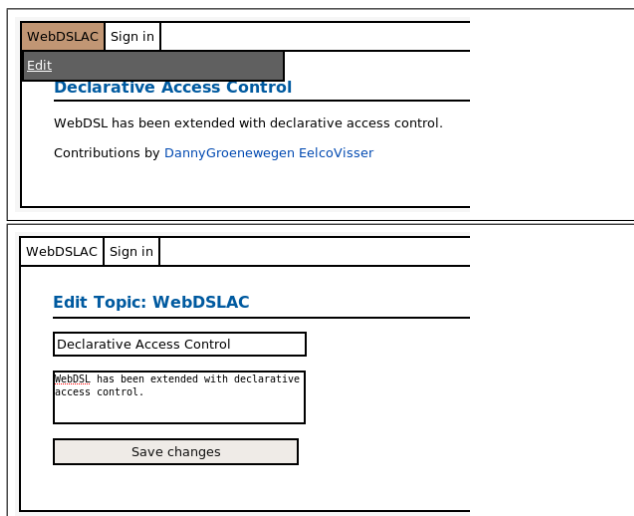 WebDSLAC Sign in
Edit
Declarative Access Control
WebDSL has been extended with declarative access control.
Contributions by DannyGroenewegen EelcoVisser
WebDSLAC Sign in
Edit Topic: WebDSLAC
Declarative Access Control
WebDSL has been extended with declarative
access control.
Save changes